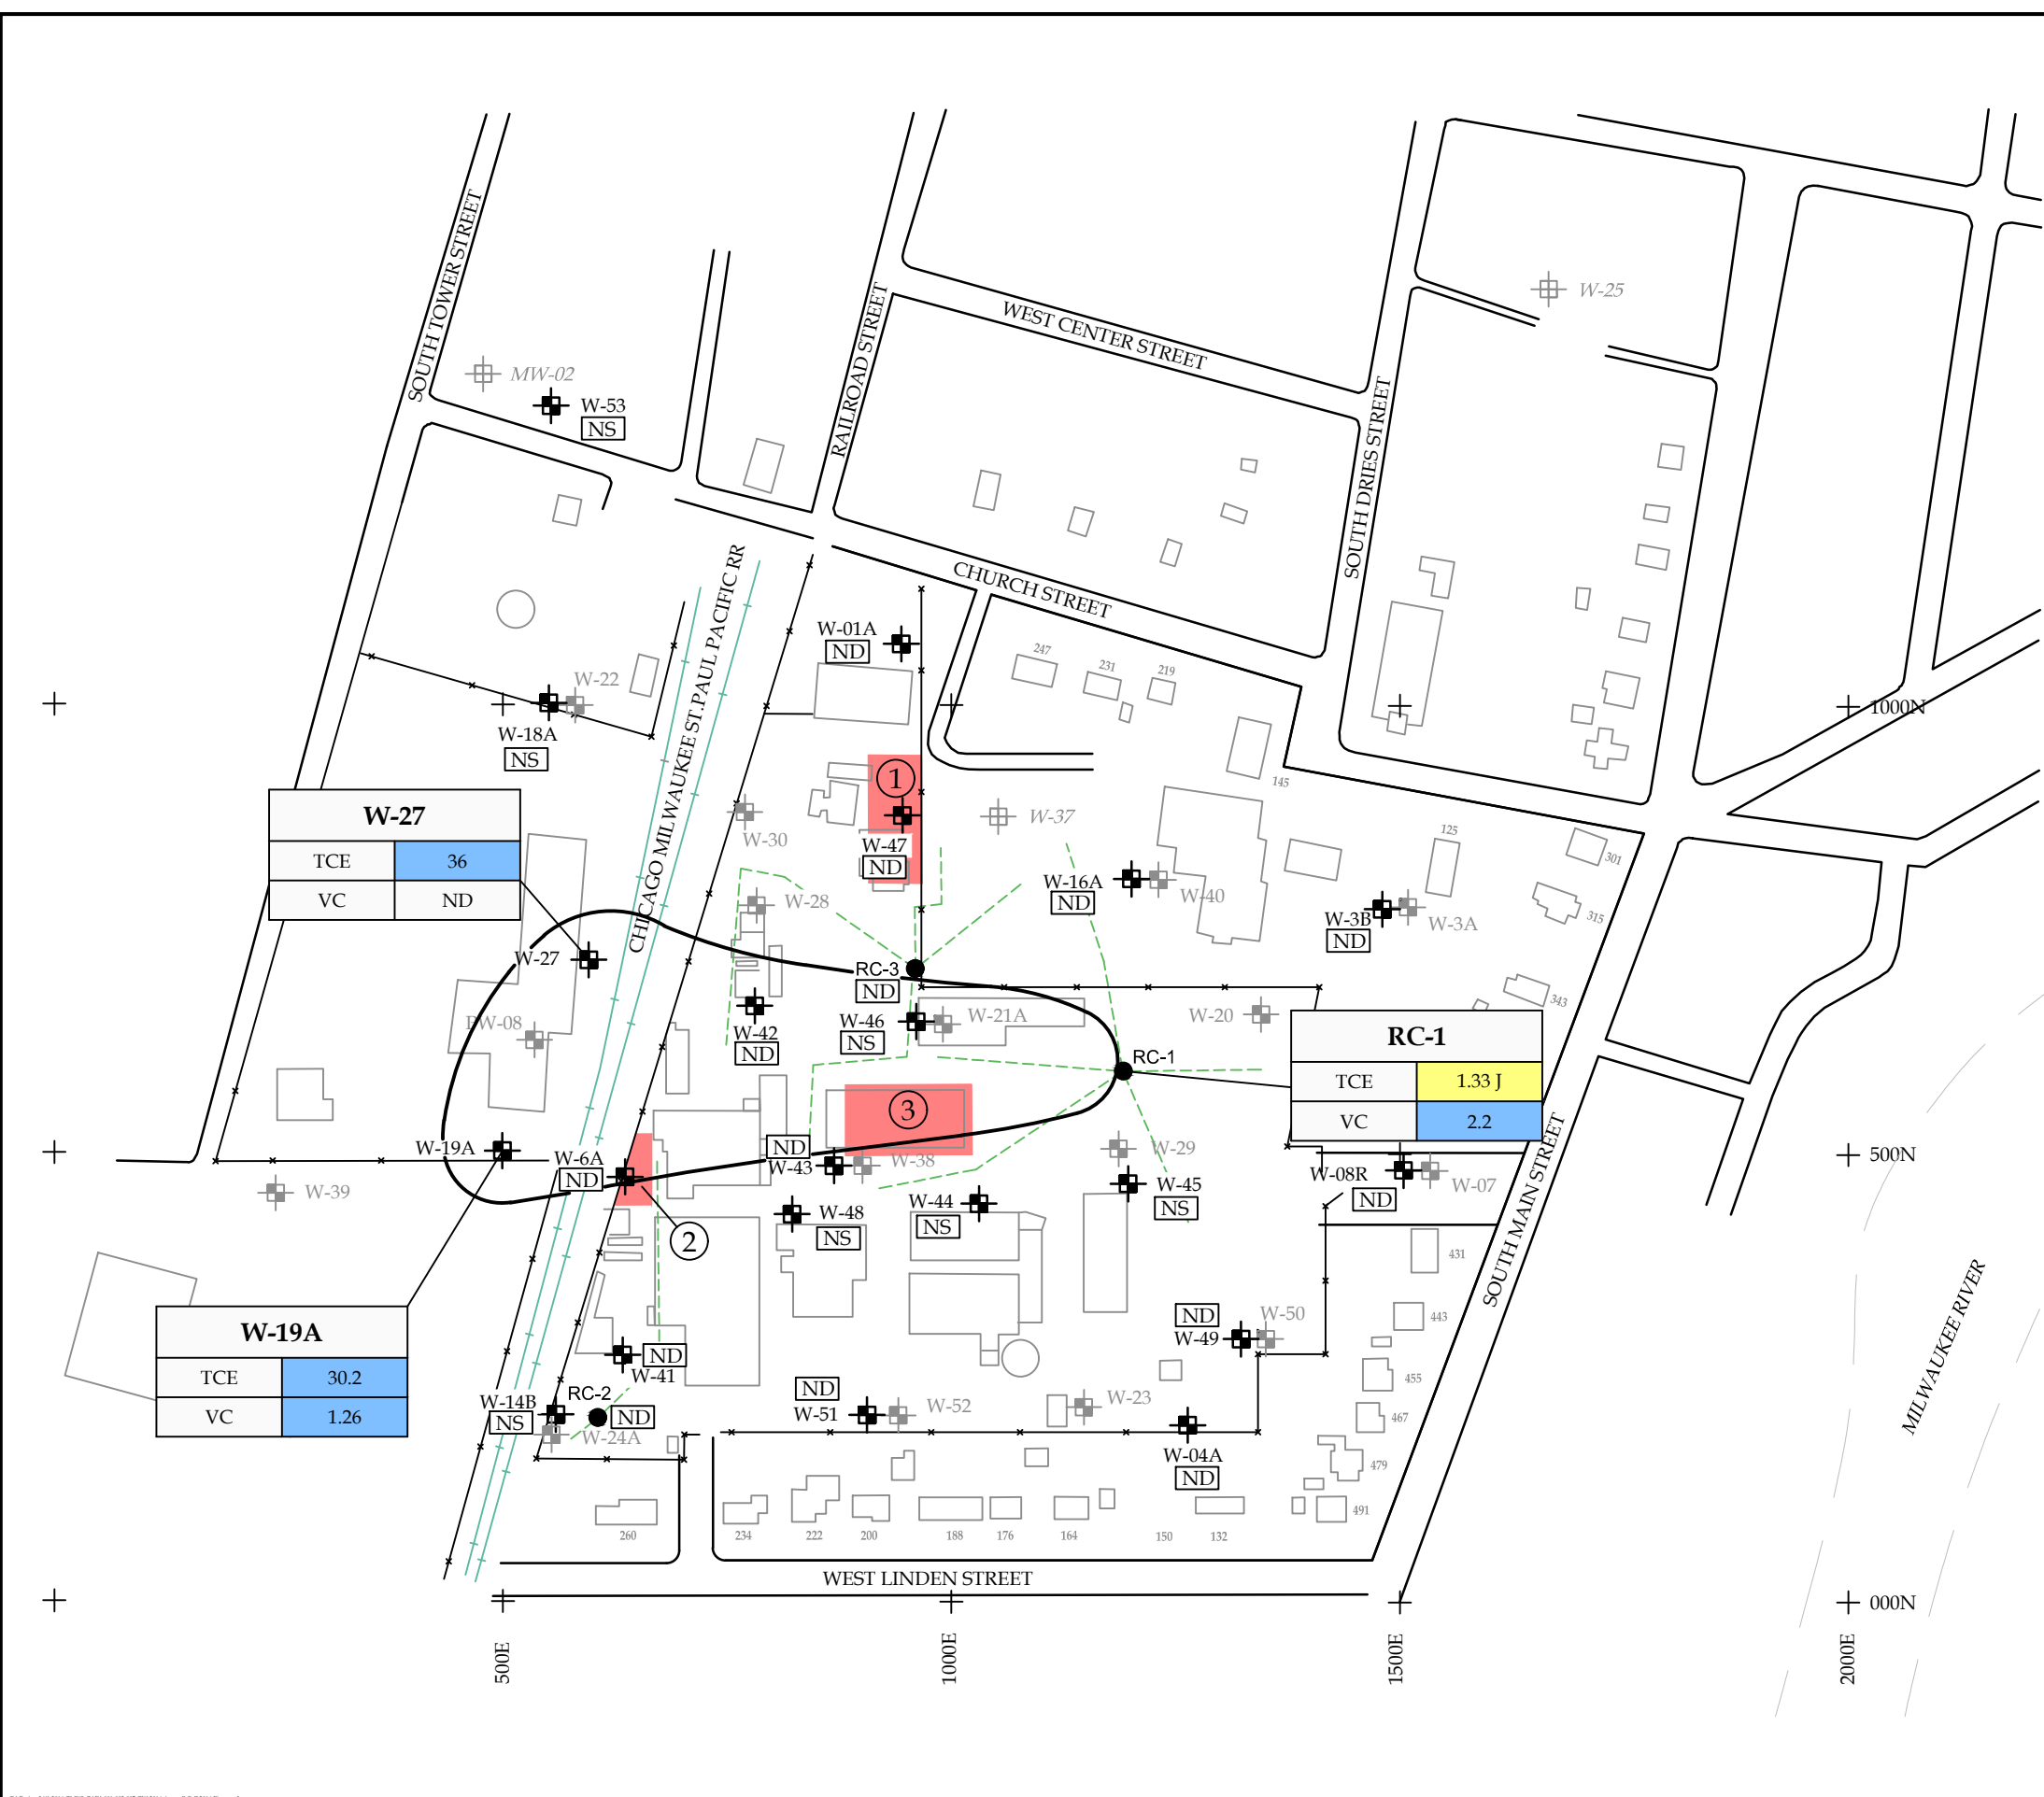 SOUTH TOWER STREET
RAILROAD STREET
WEST CENTER STREET
SOUTH DRIES STREET
CHURCH STREET
CHICAGO MILWAUKEE ST.PAUL PACIFIC RR
W-25
MW-02
W-53
NS
W-01A
ND
247
231
219
W-22
W-18A
NS
1000N
1
145
W-27
TCE
36
VC
ND
W-30
W-47
ND
W-37
125
301
W-16A
ND
W-40
W-28
W-3B
ND
W-3A
315
W-27
RC-3
ND
343
PW-08
W-42
ND
W-46
NS
W-21A
W-20
RC-1
RC-1
TCE
1.33 J
VC
2.2
3
W-19A
W-6A
ND
ND
W-43
W-38
W-29
500N
W-39
W-08R
ND
W-07
W-45
NS
W-48
NS
W-44
NS
2
SOUTH MAIN STREET
431
443
455
467
479
491
MILWAUKEE RIVER
W-19A
TCE
30.2
VC
1.26
ND
W-49
W-50
ND
W-41
W-14B
NS
RC-2
ND
W-24A
ND
W-51
W-52
W-23
W-04A
ND
260
234
222
200
188
176
164
150
132
WEST LINDEN STREET
000N
500E
1000E
1500E
2000E